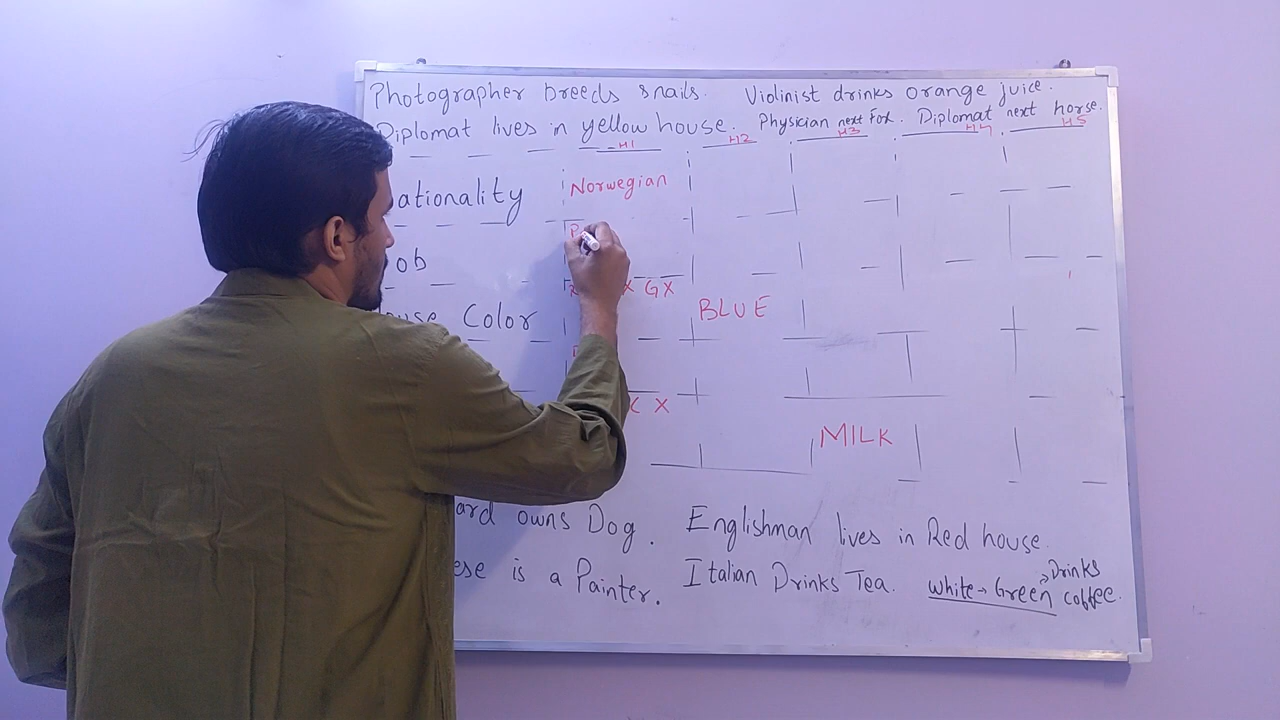 Photographer breeds snails. Violinist drinks orange juice.
Diplomat lives in yellow house. Physician next Fox. Diplomat next horse.
H1 H2 H3 H4 H5
ationality Norwegian
ob P
ouse Color X G X BLUE
C X
MILK
ard owns Dog. Englishman lives in Red house.
ese is a Painter. Italian Drinks Tea. White → Green → Drinks coffee.